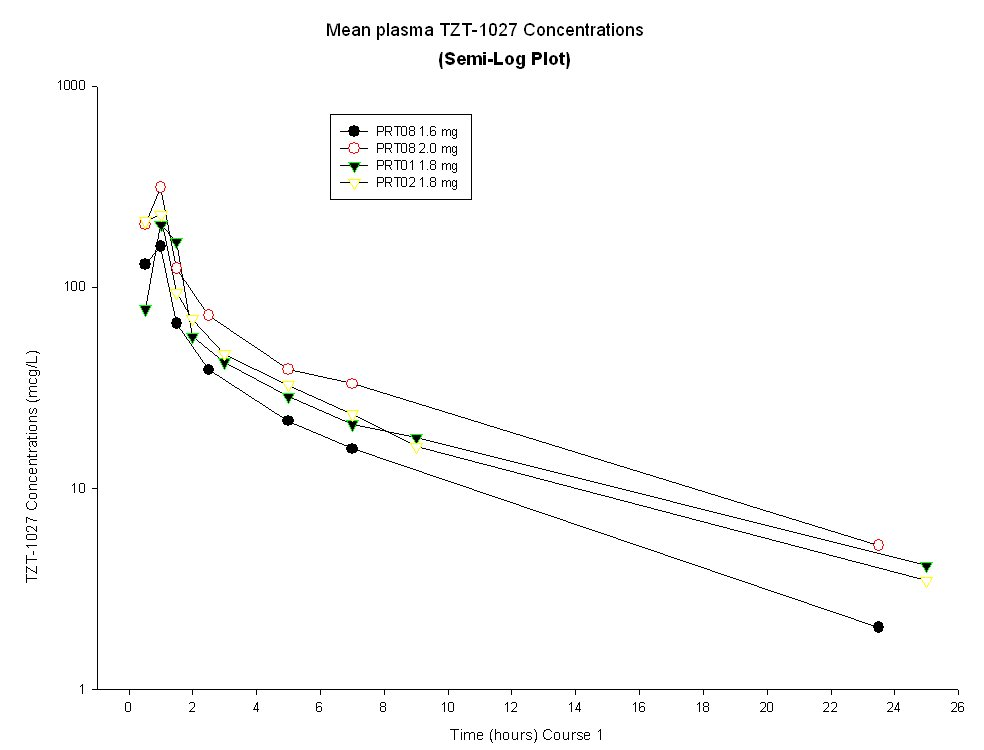 Mean plasma TZT-1027 Concentrations
(Semi-Log Plot)
1000
PRT08 1.6 mg
PRT08 2.0 mg
PRT01 1.8 mg
PRT02 1.8 mg
100
10
1
TZT-1027 Concentrations (mcg/L)
0 2 4 6 8 10 12 14 16 18 20 22 24 26
Time (hours) Course 1